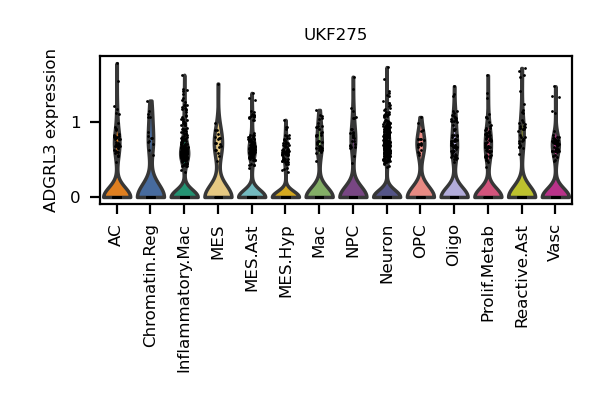 UKF275
ADGRL3 expression
1
0
AC
Chromatin.Reg
Inflammatory.Mac
MES
MES.Ast
MES.Hyp
Mac
NPC
Neuron
OPC
Oligo
Prolif.Metab
Reactive.Ast
Vasc